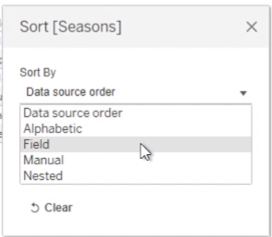 Sort [Seasons]
Sort By
Data source order
Data source order
Alphabetic
Field
Manual
Nested
Clear